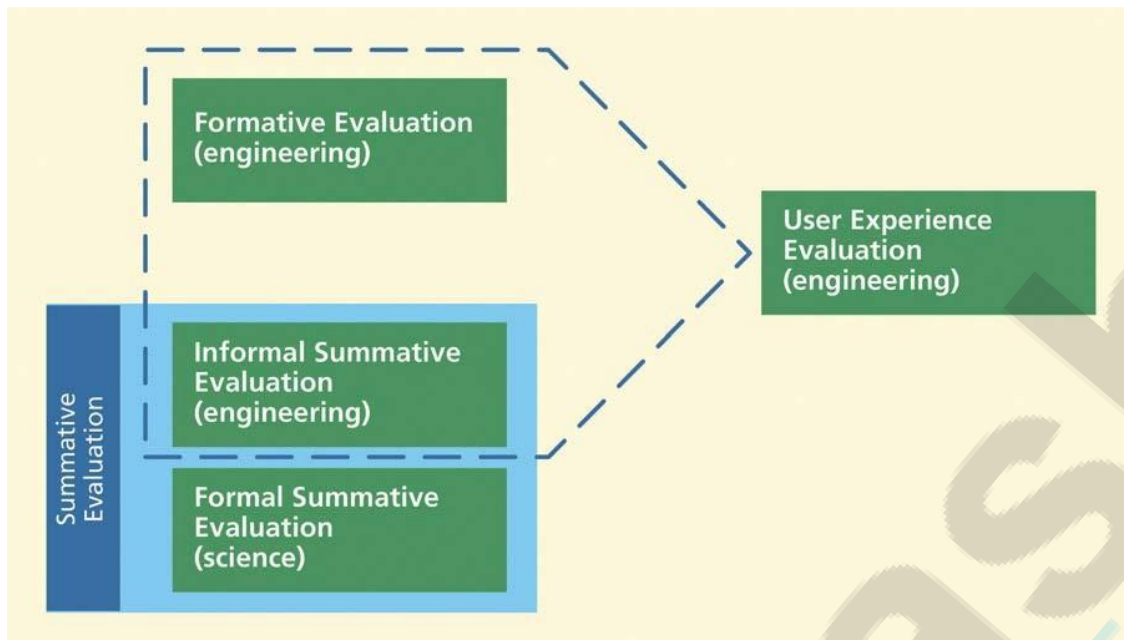 Formative Evaluation
(engineering)
User Experience
Evaluation
(engineering)
Summative
Evaluation
Informal Summative
Evaluation
(engineering)
Formal Summative
Evaluation
(science)